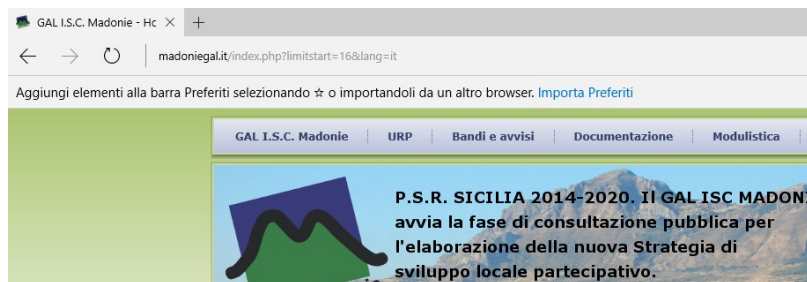 GAL I.S.C. Madonie - Hc
madoniegal.it/index.php?limitstart=16&lang=it
Aggiungi elementi alla barra Preferiti selezionando ☆ o importandoli da un altro browser. Importa Preferiti
GAL I.S.C. Madonie URP Bandi e avvisi Documentazione Modulistica
P.S.R. SICILIA 2014-2020. Il GAL ISC MADONI
avvia la fase di consultazione pubblica per
l'elaborazione della nuova Strategia di
sviluppo locale partecipativo.